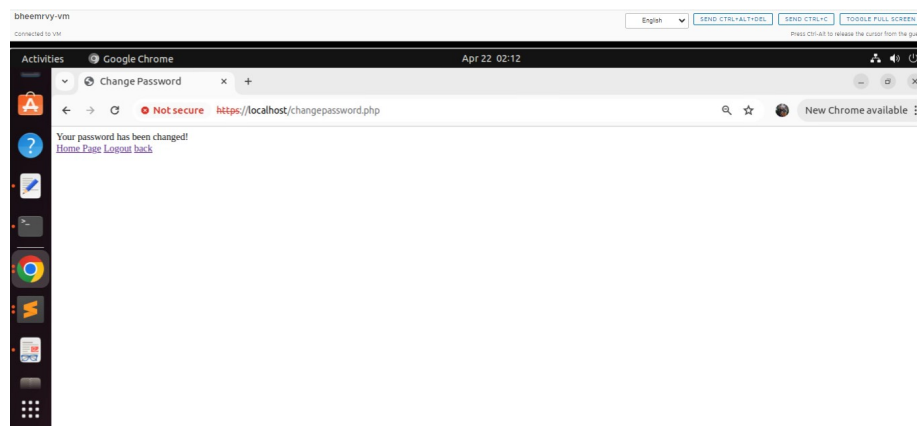 bheemrvy-vm
English
SEND CTRL+ALT+DEL
SEND CTRL+C
TOGGLE FULL SCREEN
Connected to VM
Press Ctrl-Alt to release the cursor from the gue
Activities Google Chrome Apr 22 02:12
Change Password
Not secure https://localhost/changepassword.php New Chrome available
Your password has been changed!
Home Page Logout back